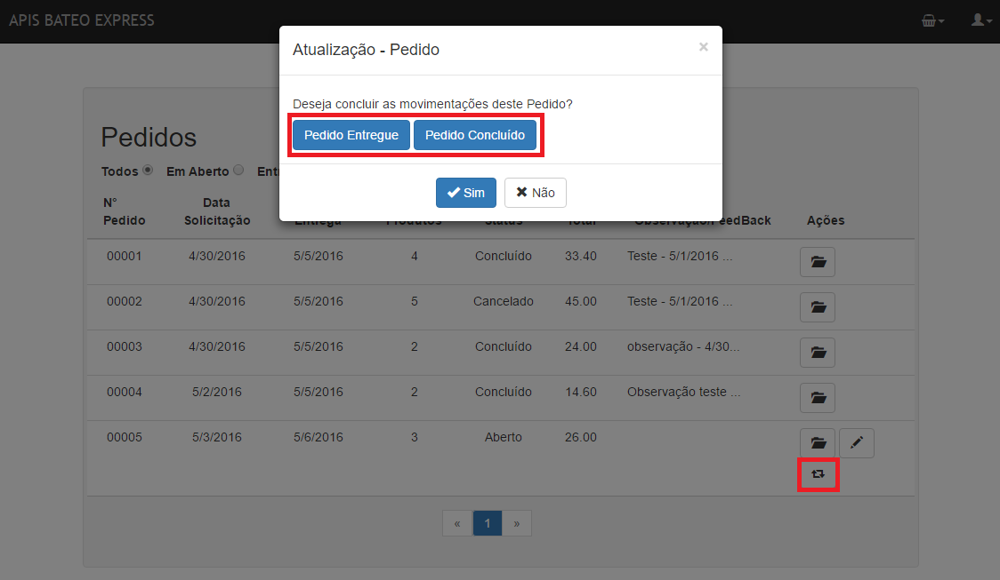 APIS BATEO EXPRESS
Atualização - Pedido
×
Deseja concluir as movimentações deste Pedido?
Pedido Entregue Pedido Concluído
Sim Não
Pedidos
Todos Em Aberto
N° Pedido Data Solicitação Entrega Produtos Status Total Observação/FeedBack Ações
00001 4/30/2016 5/5/2016 4 Concluído 33.40 Teste - 5/1/2016 ...
00002 4/30/2016 5/5/2016 5 Cancelado 45.00 Teste - 5/1/2016 ...
00003 4/30/2016 5/5/2016 2 Concluído 24.00 observação - 4/30...
00004 5/2/2016 5/5/2016 2 Concluído 14.60 Observação teste ...
00005 5/3/2016 5/6/2016 3 Aberto 26.00
« 1 »